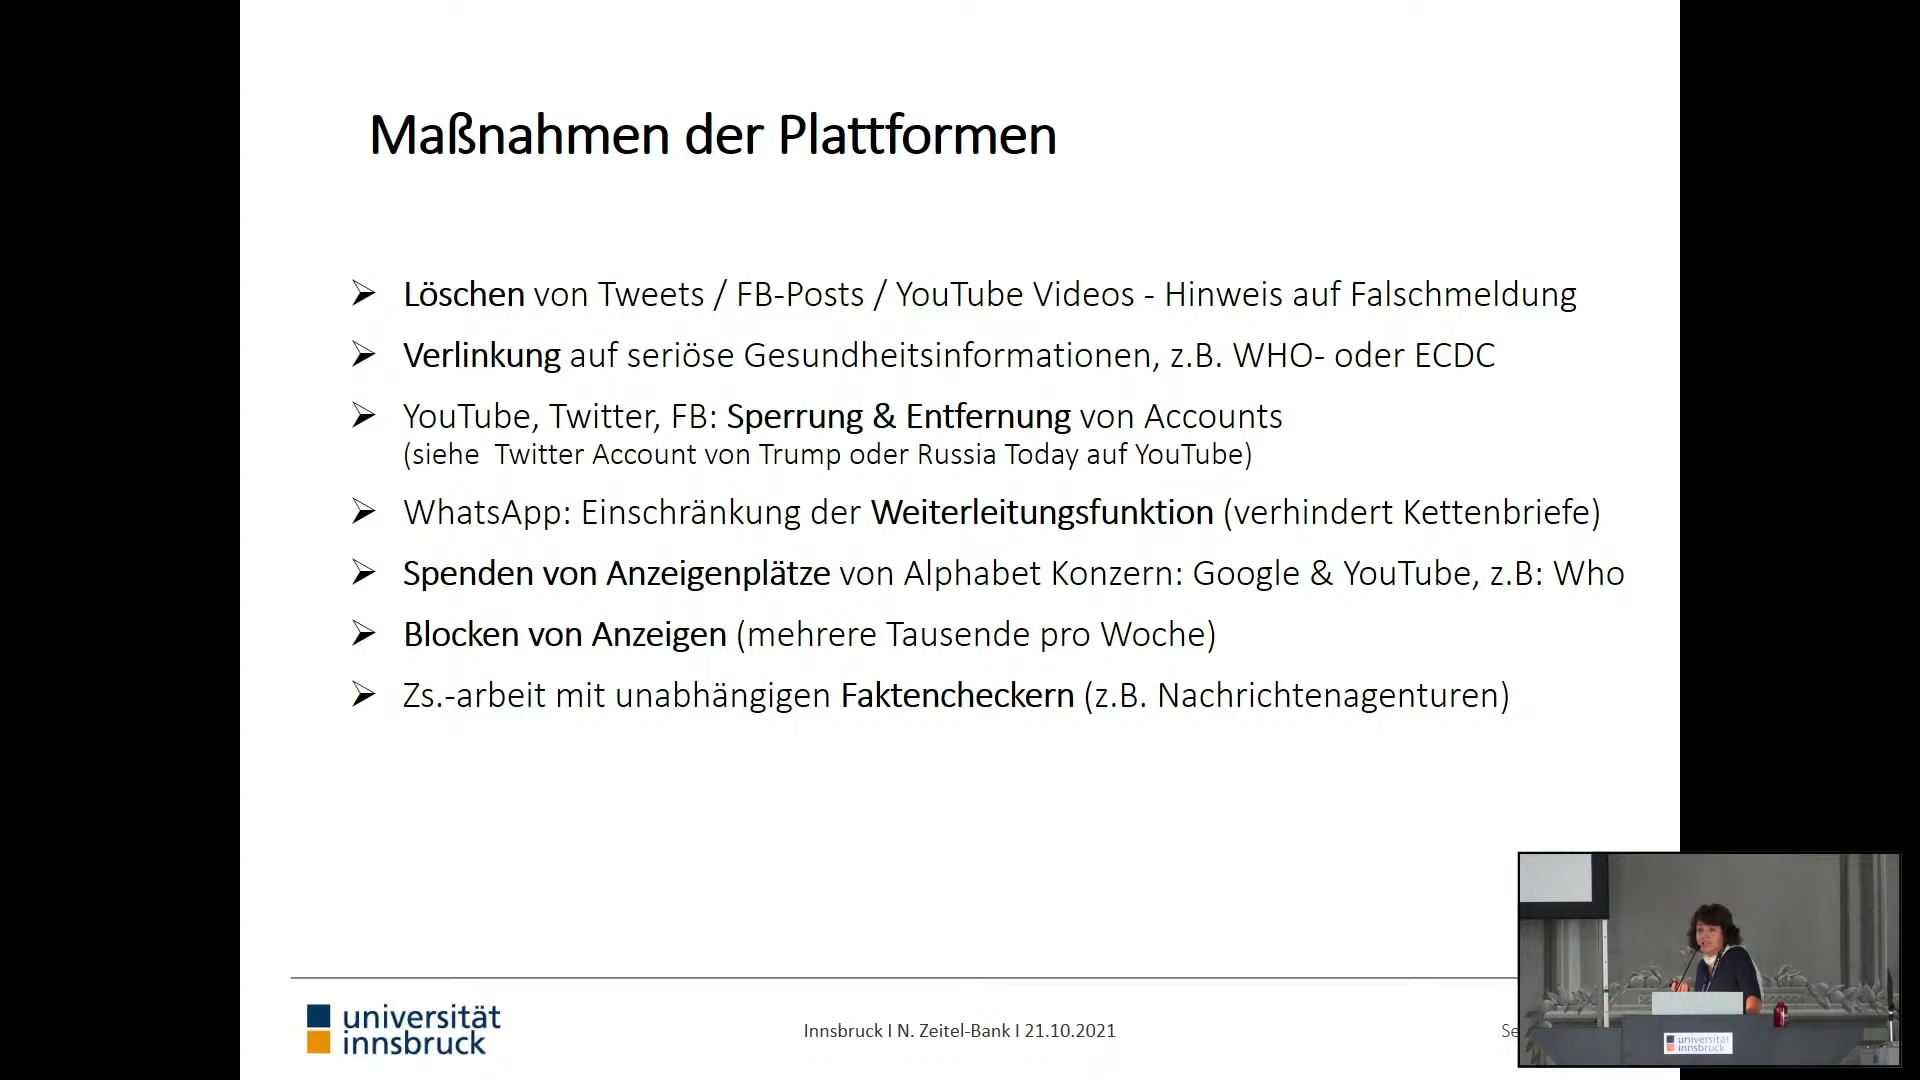 Maßnahmen der Plattformen
➢ Löschen von Tweets / FB-Posts / YouTube Videos - Hinweis auf Falschmeldung
➢ Verlinkung auf seriöse Gesundheitsinformationen, z.B. WHO- oder ECDC
➢ YouTube, Twitter, FB: Sperrung & Entfernung von Accounts
(siehe Twitter Account von Trump oder Russia Today auf YouTube)
➢ WhatsApp: Einschränkung der Weiterleitungsfunktion (verhindert Kettenbriefe)
➢ Spenden von Anzeigenplätze von Alphabet Konzern: Google & YouTube, z.B: Who
➢ Blocken von Anzeigen (mehrere Tausende pro Woche)
➢ Zs.-arbeit mit unabhängigen Faktencheckern (z.B. Nachrichtenagenturen)
universität
innsbruck
Innsbruck I N. Zeitel-Bank I 21.10.2021
universität
innsbruck